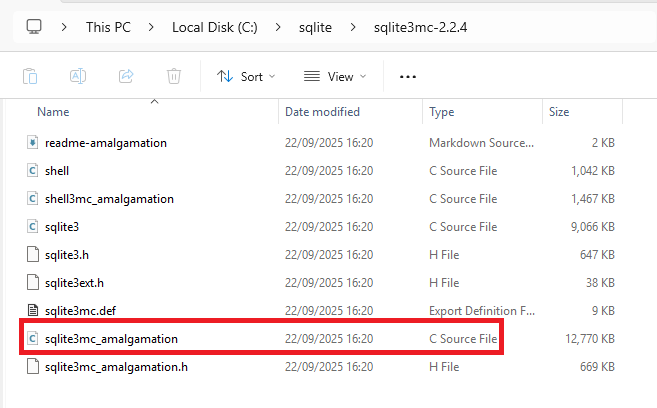 This PC > Local Disk (C:) > sqlite > sqlite3mc-2.2.4
Sort View ...
Name Date modified Type Size
readme-amalgamation 22/09/2025 16:20 Markdown Source... 2 KB
shell 22/09/2025 16:20 C Source File 1,042 KB
shell3mc_amalgamation 22/09/2025 16:20 C Source File 1,467 KB
sqlite3 22/09/2025 16:20 C Source File 9,066 KB
sqlite3.h 22/09/2025 16:20 H File 647 KB
sqlite3ext.h 22/09/2025 16:20 H File 38 KB
sqlite3mc.def 22/09/2025 16:20 Export Definition F... 9 KB
sqlite3mc_amalgamation 22/09/2025 16:20 C Source File 12,770 KB
sqlite3mc_amalgamation.h 22/09/2025 16:20 H File 669 KB